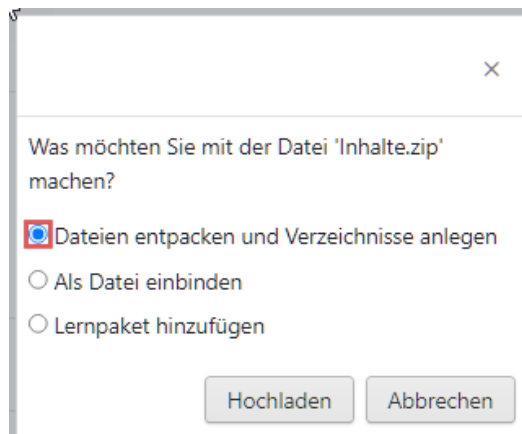 Was möchten Sie mit der Datei 'Inhalte.zip'
machen?
Dateien entpacken und Verzeichnisse anlegen
Als Datei einbinden
Lernpaket hinzufügen
Hochladen Abbrechen